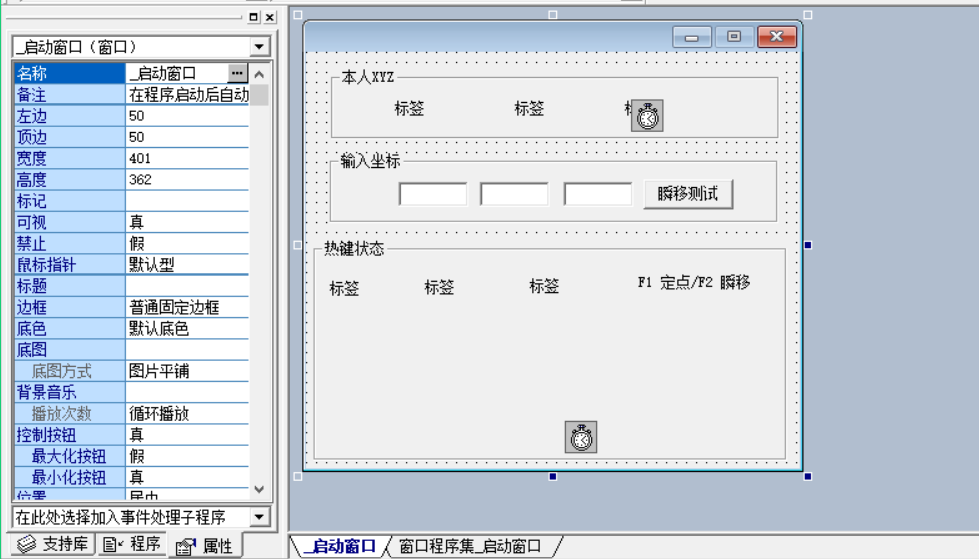 _启动窗口（窗口）
名称 _启动窗口 ...
备注 在程序启动后自动
左边 50
顶边 50
宽度 401
高度 362
标记
可视 真
禁止 假
鼠标指针 默认型
标题
边框 普通固定边框
底色 默认底色
底图
底图方式 图片平铺
背景音乐
播放次数 循环播放
控制按钮 真
最大化按钮 假
最小化按钮 真
位置 居中
在此处选择加入事件处理子程序
支持库 程序 属性
本人XYZ
标签 标签
输入坐标
瞬移测试
热键状态
标签 标签 标签 F1 定点/F2 瞬移
_启动窗口 窗口程序集_启动窗口